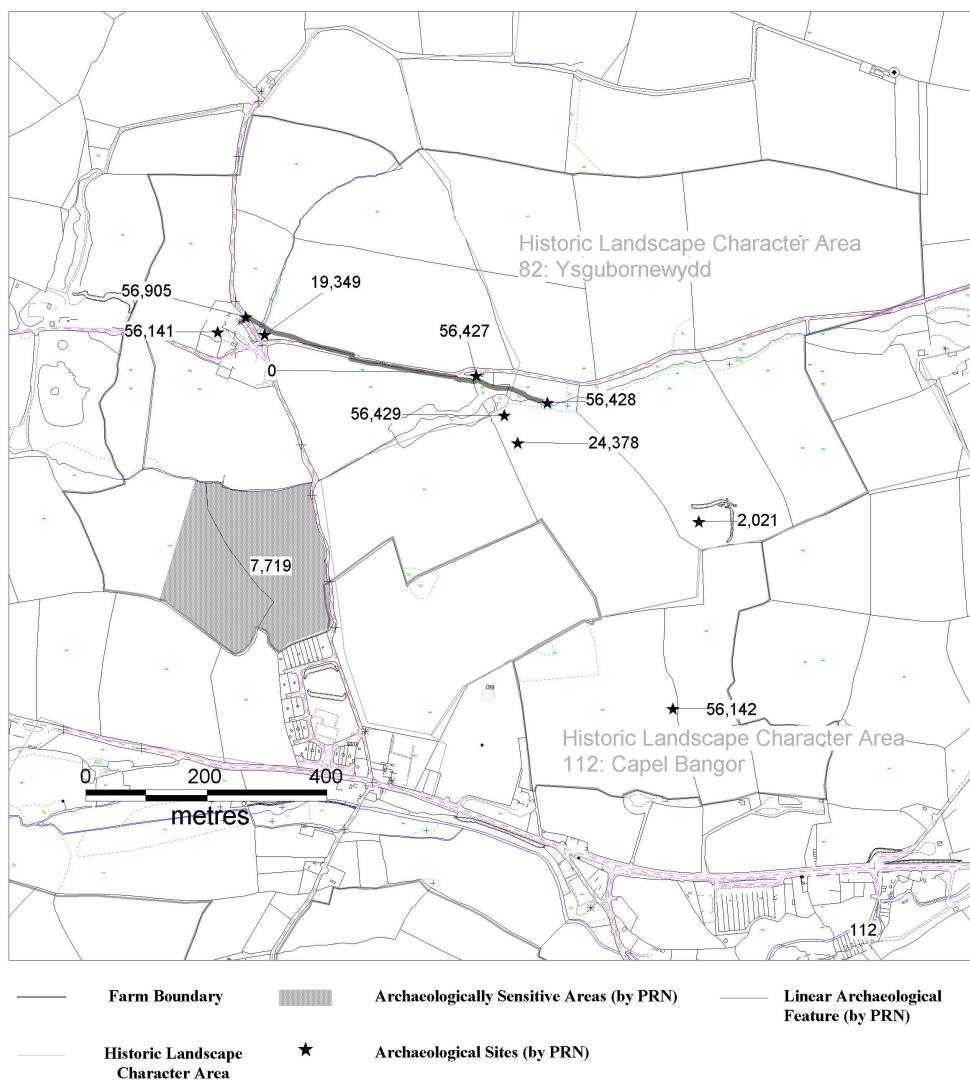 Historic Landscape Character Area
82: Ysgubornewydd
56,905
19,349
56,141
56,427
0
56,428
56,429
24,378
2,021
7,719
56,142
Historic Landscape Character Area
112: Capel Bangor
0 200 400
metres
112
Farm Boundary
Archaeologically Sensitive Areas (by PRN)
Linear Archaeological
Feature (by PRN)
Historic Landscape
Character Area
Archaeological Sites (by PRN)